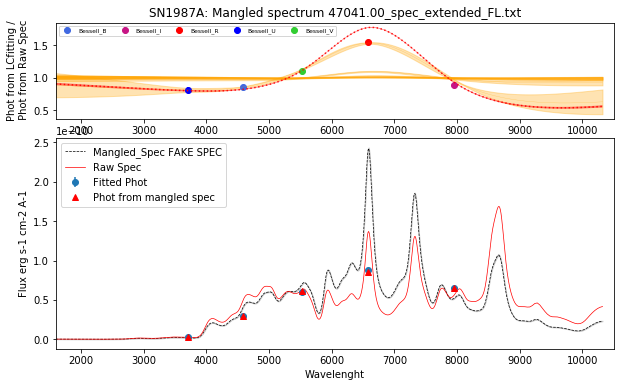 SN1987A: Mangled spectrum 47041.00_spec_extended_FL.txt
Bessell_B
Bessell_I
Bessell_R
Bessell_U
Bessell_V
Phot from LCfitting /
Phot from Raw Spec
1.5
1.0
0.5
2000 3000 4000 5000 6000 7000 8000 9000 10000
Mangled_Spec FAKE SPEC
Raw Spec
Fitted Phot
Phot from mangled spec
Flux erg s-1 cm-2 A-1
2.5
2.0
1.5
1.0
0.5
0.0
2000 3000 4000 5000 6000 7000 8000 9000 10000
Wavelenght